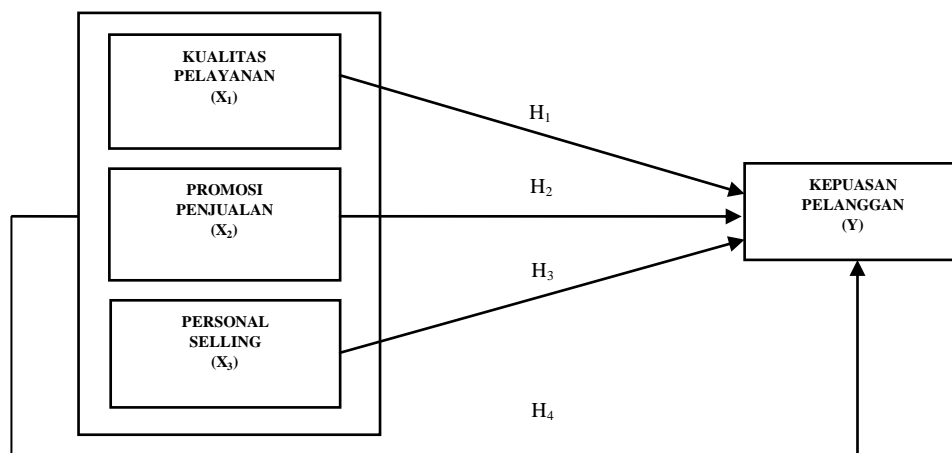 KUALITAS
PELAYANAN
(X₁)
H₁
PROMOSI
PENJUALAN
(X₂)
H₂
KEPUASAN
PELANGGAN
(Y)
H₃
PERSONAL
SELLING
(X₃)
H₄